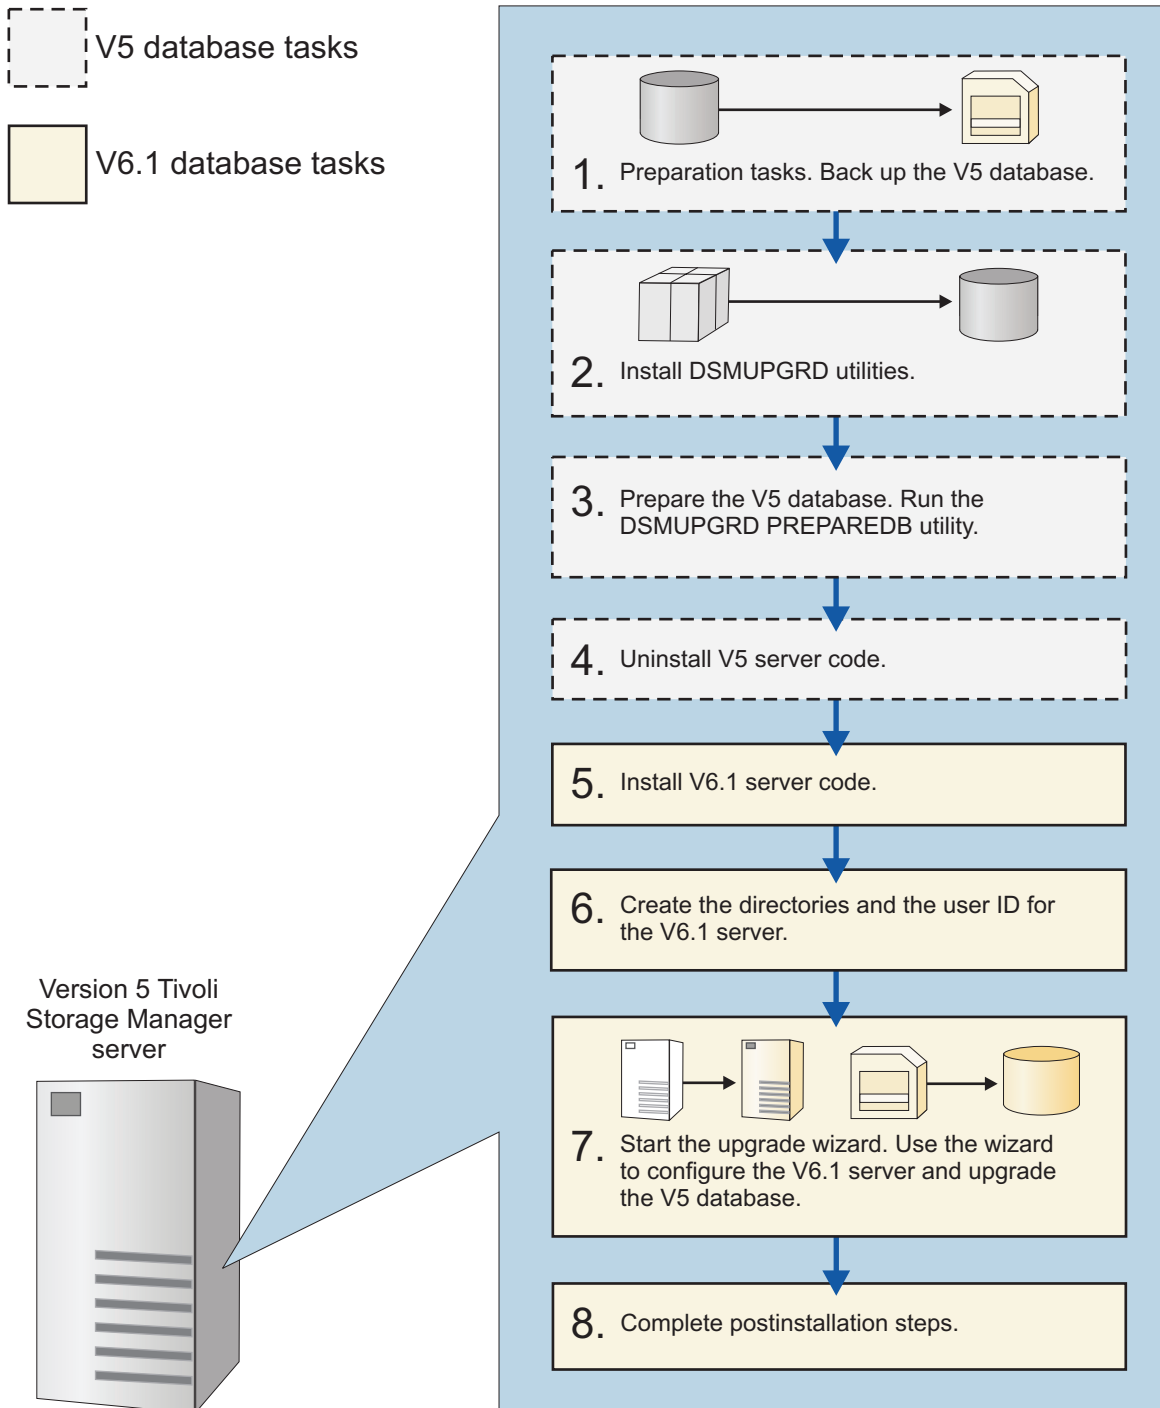 V5 database tasks
V6.1 database tasks
1. Preparation tasks. Back up the V5 database.
2. Install DSMUPGRD utilities.
3. Prepare the V5 database. Run the
DSMUPGRD PREPAREDB utility.
4. Uninstall V5 server code.
5. Install V6.1 server code.
6. Create the directories and the user ID for
the V6.1 server.
7. Start the upgrade wizard. Use the wizard
to configure the V6.1 server and upgrade
the V5 database.
8. Complete postinstallation steps.
Version 5 Tivoli
Storage Manager
server